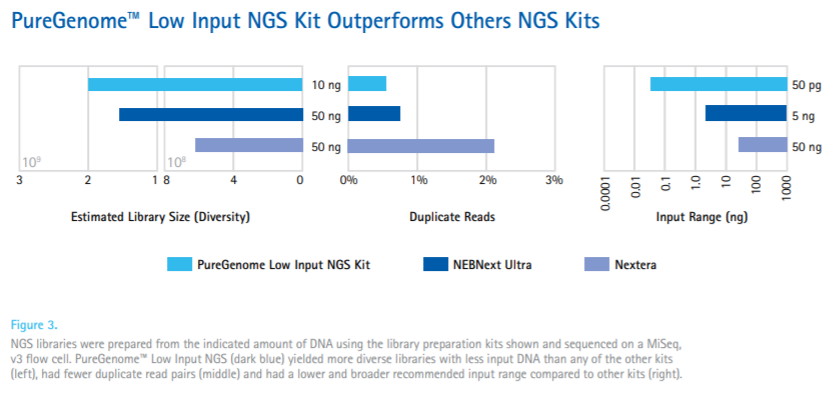 PureGenome™ Low Input NGS Kit Outperforms Others NGS Kits
10 ng
50 ng
50 ng
10⁹
10⁸
3 2 1 8 4 0
Estimated Library Size (Diversity)
0% 1% 2% 3%
Duplicate Reads
50 pg
5 ng
50 ng
0.0001 0.01 0.1 1.0 10 100 1000
Input Range (ng)
PureGenome Low Input NGS Kit NEBNext Ultra Nextera
Figure 3.
NGS libraries were prepared from the indicated amount of DNA using the library preparation kits shown and sequenced on a MiSeq,
v3 flow cell. PureGenome™ Low Input NGS (dark blue) yielded more diverse libraries with less input DNA than any of the other kits
(left), had fewer duplicate read pairs (middle) and had a lower and broader recommended input range compared to other kits (right).